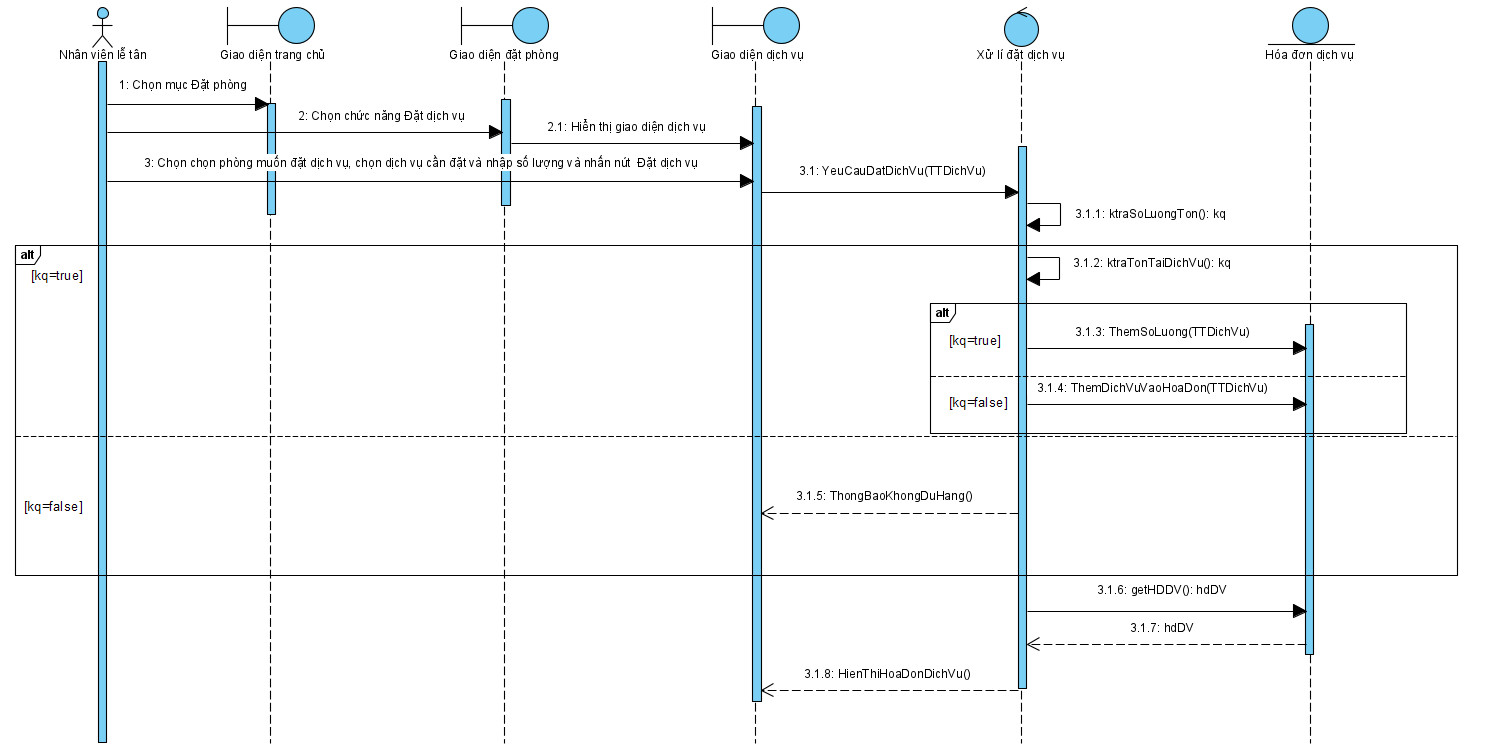 Nhân viên lễ tân
Giao diện trang chủ
Giao diện đặt phòng
Giao diện dịch vụ
Xử lí đặt dịch vụ
Hóa đơn dịch vụ
1: Chọn mục Đặt phòng
2: Chọn chức năng Đặt dịch vụ
2.1: Hiển thị giao diện dịch vụ
3: Chọn chọn phòng muốn đặt dịch vụ, chọn dịch vụ cần đặt và nhập số lượng và nhấn nút Đặt dịch vụ
3.1: YeuCauDatDichVu(TTDichVu)
3.1.1: ktraSoLuongTon(): kq
alt
[kq=true]
3.1.2: ktraTonTaiDichVu(): kq
alt
[kq=true]
3.1.3: ThemSoLuong(TTDichVu)
3.1.4: ThemDichVuVaoHoaDon(TTDichVu)
[kq=false]
[kq=false]
3.1.5: ThongBaoKhongDuHang()
3.1.6: getHDDV(): hdDV
3.1.7: hdDV
3.1.8: HienThiHoaDonDichVu()